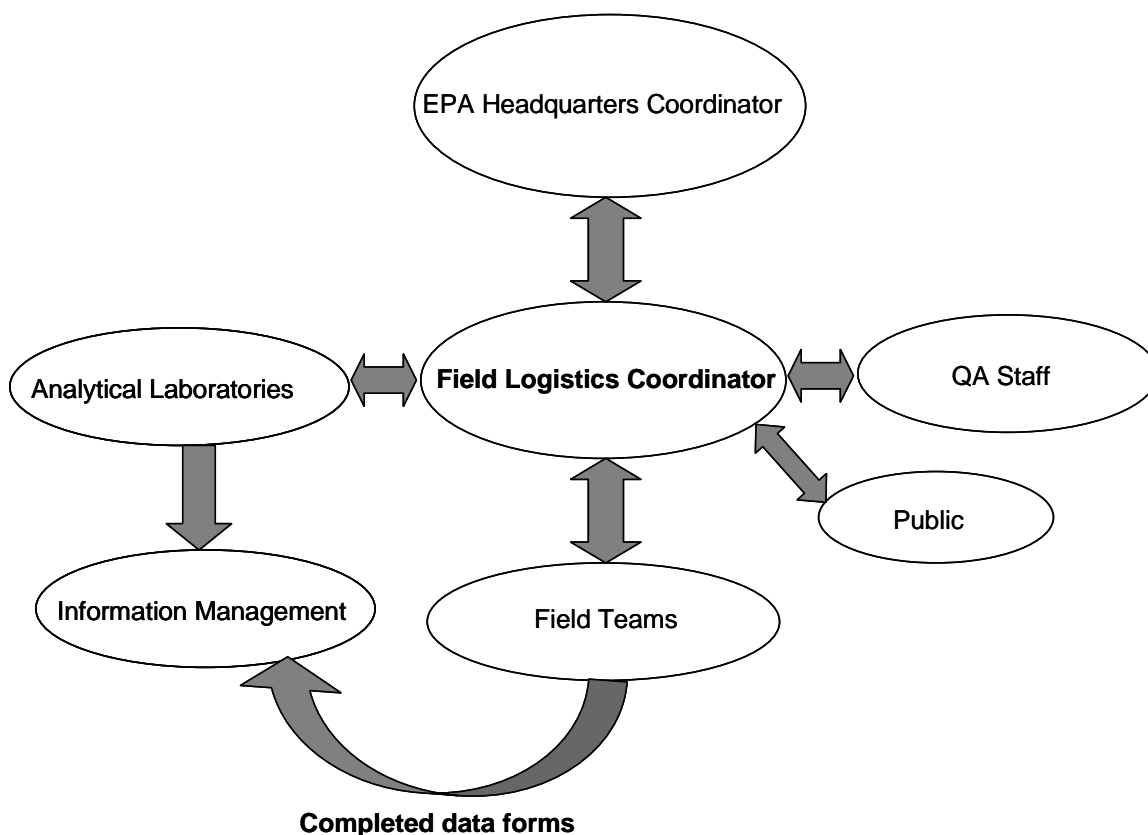 EPA Headquarters Coordinator
Analytical Laboratories
Field Logistics Coordinator
QA Staff
Public
Information Management
Field Teams
Completed data forms